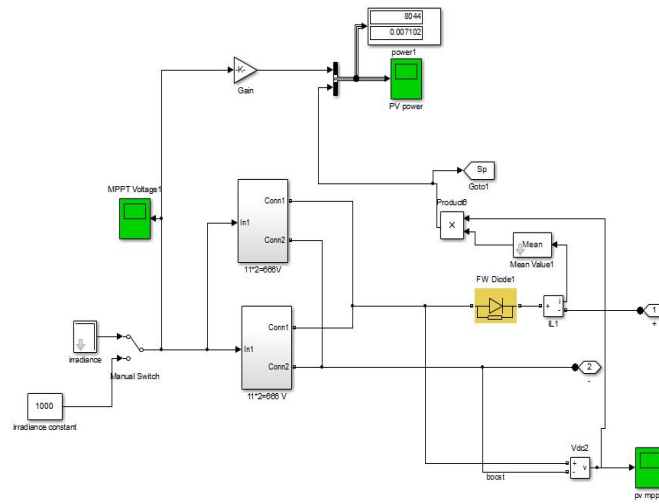 8044
0.007102
power1
-K-
Gain
PV power
Sp
Goto1
MPPT Voltage1
Product6
Conn1
In1
Conn2
Mean
Mean Value1
11*2=666V
FW Diode1
+
i
-
IL1
1
+
Conn1
In1
Conn2
irradiance
Manual Switch
2
-
11*2=666 V
1000
irradiance constant
Vdc2
boost
+
-
v
pv mpp